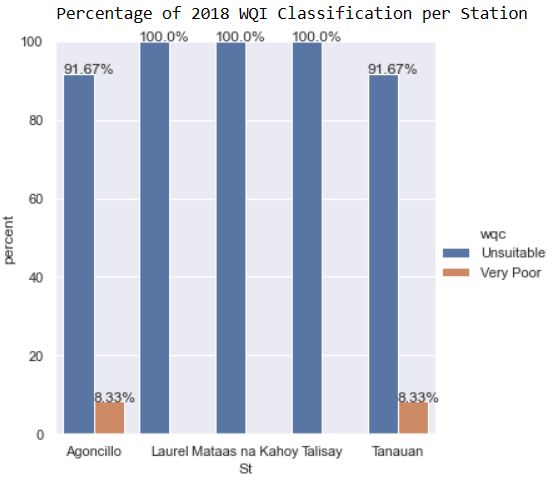 Percentage of 2018 WQI Classification per Station
100.0% 100.0% 100.0%
100
91.67% 91.67%
80
60
percent
wqc
Unsuitable
Very Poor
40
20
8.33% 8.33%
0
Agoncillo Laurel Mataas na Kahoy Talisay Tanauan
St